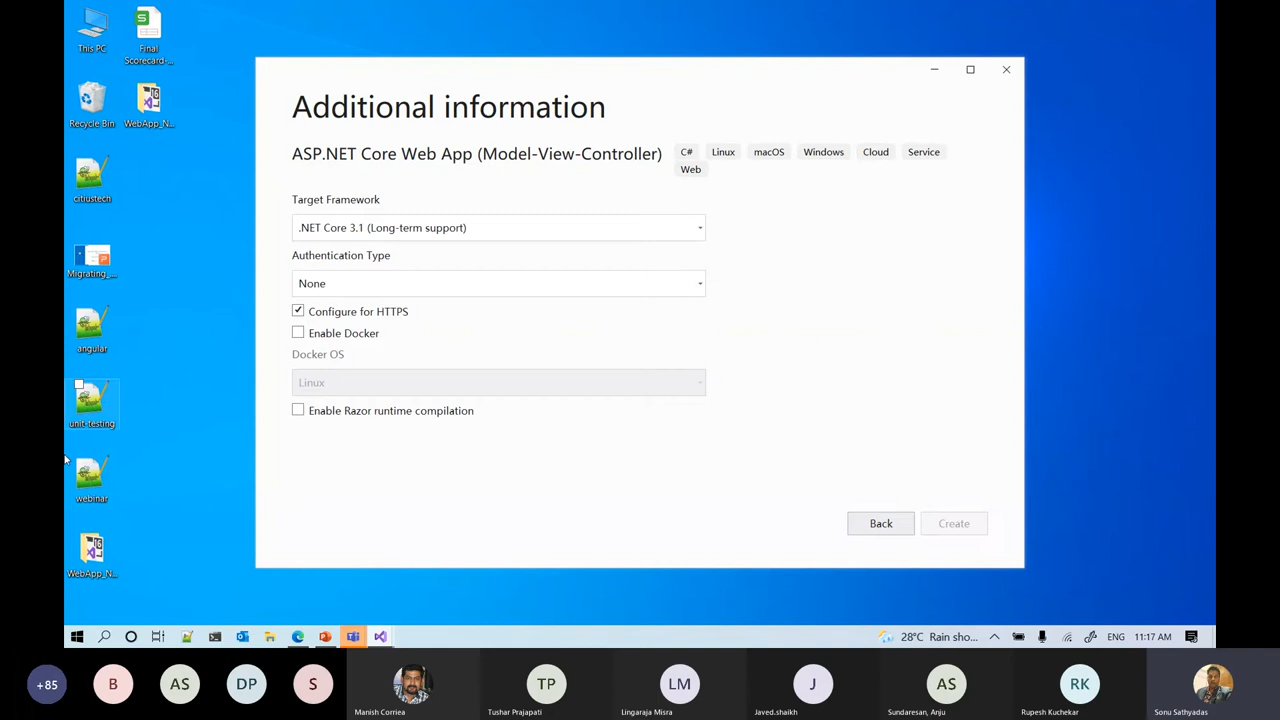 This PC
Final
Scorecard-...
Recycle Bin
WebApp_N...
citiustech
Migrating_...
angular
unit-testing
webinar
WebApp_N...
Additional information
ASP.NET Core Web App (Model-View-Controller)
C#
Linux
macOS
Windows
Cloud
Service
Web
Target Framework
.NET Core 3.1 (Long-term support)
Authentication Type
None
Configure for HTTPS
Enable Docker
Docker OS
Linux
Enable Razor runtime compilation
Back
Create
28°C Rain sho...
ENG
11:17 AM
+85
B
AS
DP
S
Manish Corriea
TP
Tushar Prajapati
LM
Lingaraja Misra
J
Javed.shaikh
AS
Sundaresan, Anju
RK
Rupesh Kuchekar
Sonu Sathyadas